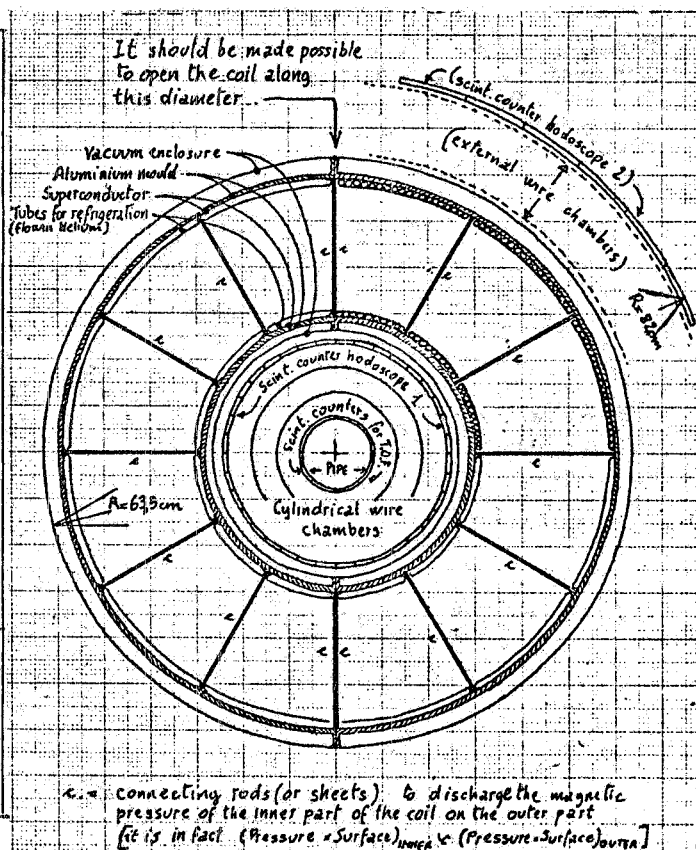 It should be made possible
to open the coil along
this diameter...
(scint. counter hodoscope 2)
(external wire chambers)
R=82cm
Vacuum enclosure
Aluminium mould
Superconductor
Tubes for refrigeration
(flowin Helium)
c
c
c
c
c
c
c
c
c
c
c
c
c
c
Scint. counter hodoscope 1
Scint. counters for T.O.F.
PIPE
Cylindrical wire
chambers
R=63,5cm
c = connecting rods (or sheets) to discharge the magnetic
pressure of the inner part of the coil on the outer part
[it is in fact (Pressure × Surface)INNER (Pressure × Surface)OUTER]